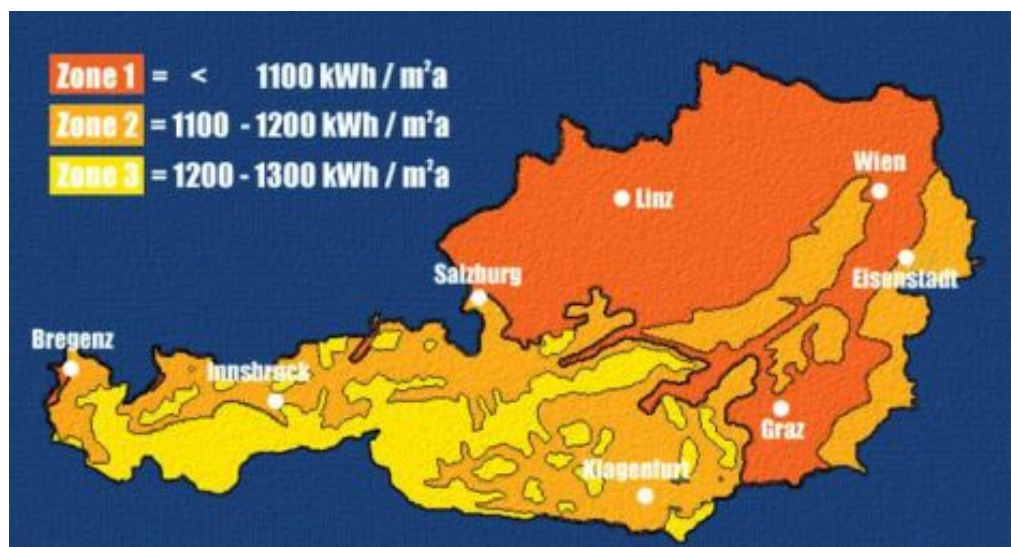 Zone 1 = < 1100 kWh / m²a
Zone 2 = 1100 - 1200 kWh / m²a
Zone 3 = 1200 - 1300 kWh / m²a
Wien
Linz
Salzburg
Eisenstadt
Bregenz
Innsbruck
Graz
Klagenfurt